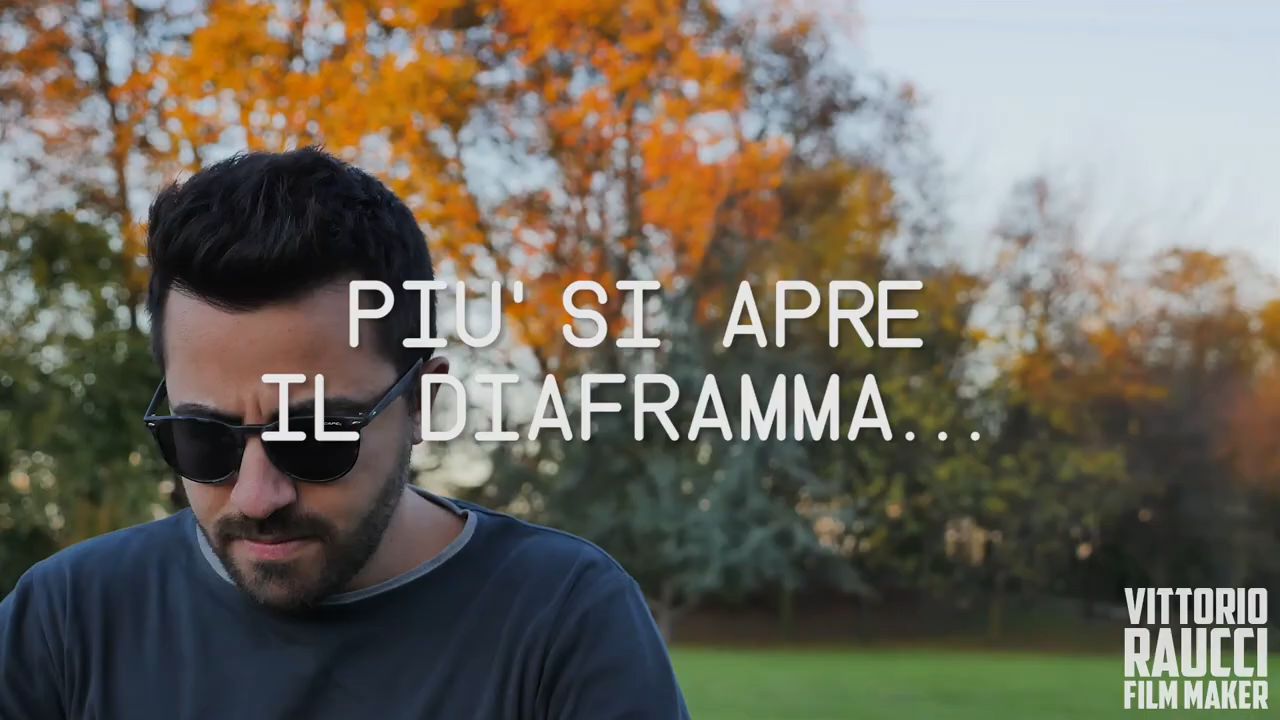 PIU' SI APRE
IL DIAFRAMMA...
VITTORIO
RAUCCI
FILM MAKER